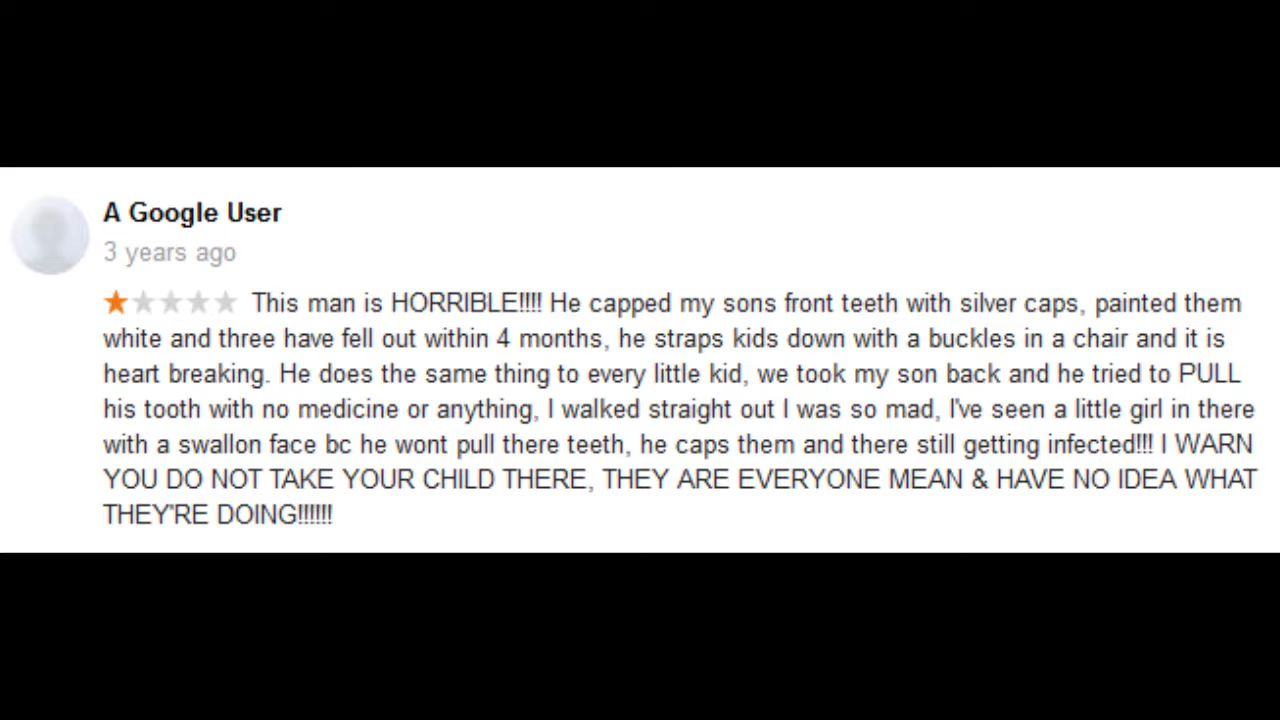 A Google User
3 years ago
This man is HORRIBLE!!!! He capped my sons front teeth with silver caps, painted them
white and three have fell out within 4 months, he straps kids down with a buckles in a chair and it is
heart breaking. He does the same thing to every little kid, we took my son back and he tried to PULL
his tooth with no medicine or anything, I walked straight out I was so mad, I've seen a little girl in there
with a swallon face bc he wont pull there teeth, he caps them and there still getting infected!!! I WARN
YOU DO NOT TAKE YOUR CHILD THERE, THEY ARE EVERYONE MEAN & HAVE NO IDEA WHAT
THEY'RE DOING!!!!!!